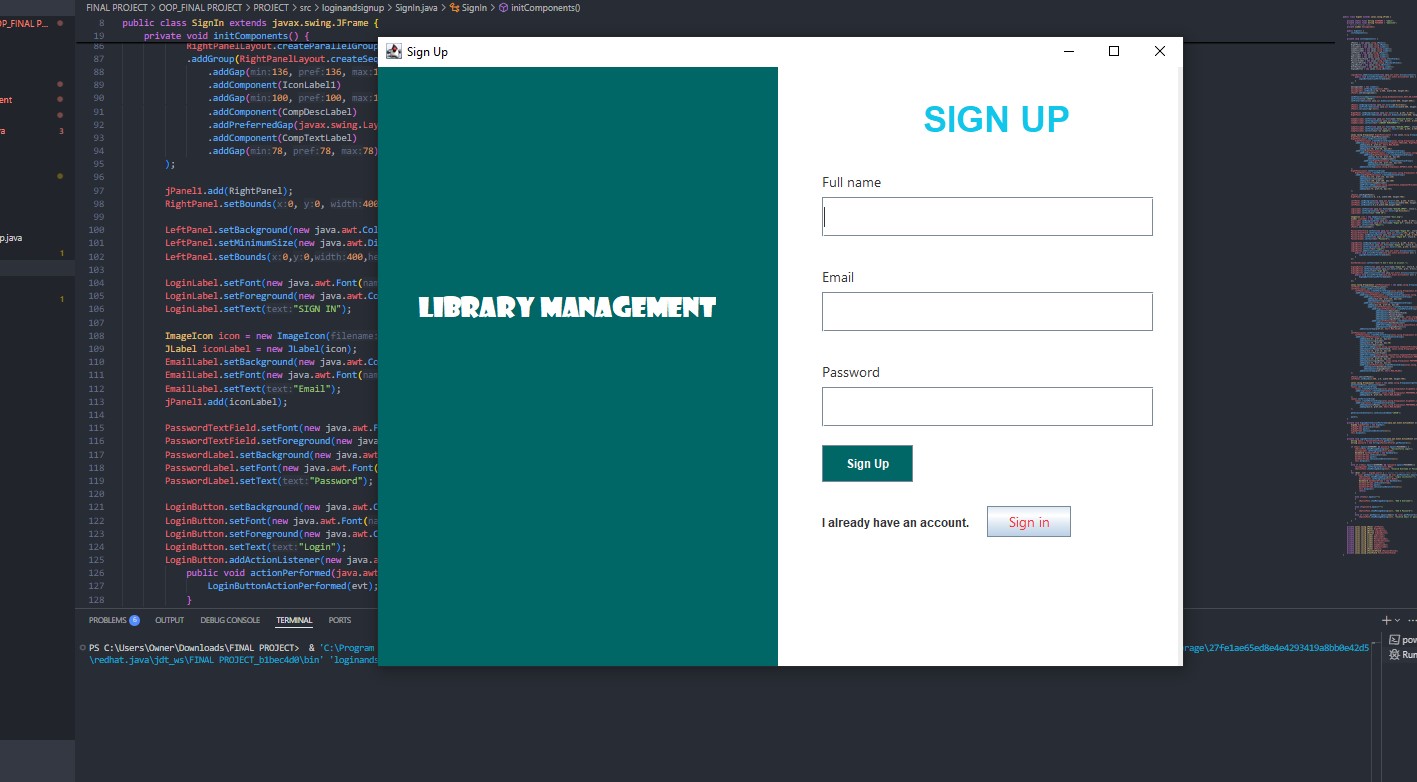 FINAL PROJECT > OOP_FINAL PROJECT > PROJECT > src > loginandsignup > SignIn.java > SignIn > initComponents()
OP_FINAL P...
ent
a 3
p.java
1
1
8 public class SignIn extends javax.swing.JFrame {
19 private void initComponents() {
86 RightPanelLayout.createParallelGroup
87 .addGroup(RightPanelLayout.createSec
88 .addGap(min:136, pref:136, max:1
89 .addComponent(IconLabel1)
90 .addGap(min:100, pref:100, max:1
91 .addComponent(CompDescLabel)
92 .addPreferredGap(javax.swing.Lay
93 .addComponent(CompTextLabel)
94 .addGap(min:78, pref:78, max:78)
95 );
96
97 jPanel1.add(RightPanel);
98 RightPanel.setBounds(x:0, y:0, width:400
99
100 LeftPanel.setBackground(new java.awt.Col
101 LeftPanel.setMinimumSize(new java.awt.Di
102 LeftPanel.setBounds(x:0,y:0,width:400,he
103
104 LoginLabel.setFont(new java.awt.Font(nam
105 LoginLabel.setForeground(new java.awt.Co
106 LoginLabel.setText(text:"SIGN IN");
107
108 ImageIcon icon = new ImageIcon(filename:
109 JLabel iconLabel = new JLabel(icon);
110 EmailLabel.setBackground(new java.awt.Co
111 EmailLabel.setFont(new java.awt.Font(nam
112 EmailLabel.setText(text:"Email");
113 jPanel1.add(iconLabel);
114
115 PasswordTextField.setFont(new java.awt.F
116 PasswordTextField.setForeground(new java
117 PasswordLabel.setBackground(new java.awt
118 PasswordLabel.setFont(new java.awt.Font(
119 PasswordLabel.setText(text:"Password");
120
121 LoginButton.setBackground(new java.awt.C
122 LoginButton.setFont(new java.awt.Font(na
123 LoginButton.setForeground(new java.awt.C
124 LoginButton.setText(text:"Login");
125 LoginButton.addActionListener(new java.a
126 public void actionPerformed(java.awt
127 LoginButtonActionPerformed(evt);
128 }
Sign Up
LIBRARY MANAGEMENT
SIGN UP
Full name
Email
Password
Sign Up
I already have an account. Sign in
PROBLEMS 6 OUTPUT DEBUG CONSOLE TERMINAL PORTS
PS C:\Users\Owner\Downloads\FINAL PROJECT> & 'C:\Program rage\27fe1ae65ed8e4e4293419a8bb0e42d5
\redhat.java\jdt_ws\FINAL PROJECT_b1bec4d0\bin' 'loginands
pow
Run